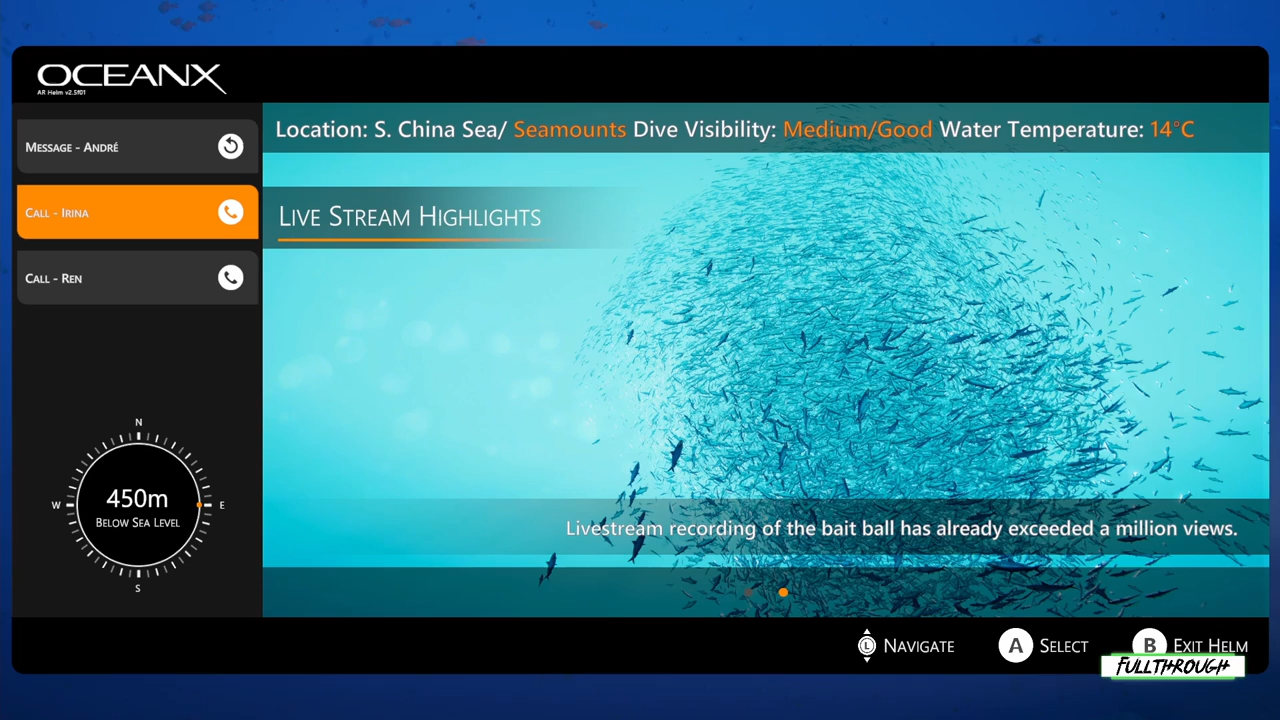 OCEANX
AR Helm v2.5f01
Location: S. China Sea/ Seamounts Dive Visibility: Medium/Good Water Temperature: 14°C
MESSAGE - ANDRÉ
CALL - IRINA
CALL - REN
LIVE STREAM HIGHLIGHTS
N
W
E
S
450m
BELOW SEA LEVEL
Livestream recording of the bait ball has already exceeded a million views.
L NAVIGATE
A SELECT
B EXIT HELM
FULLTHROUGH